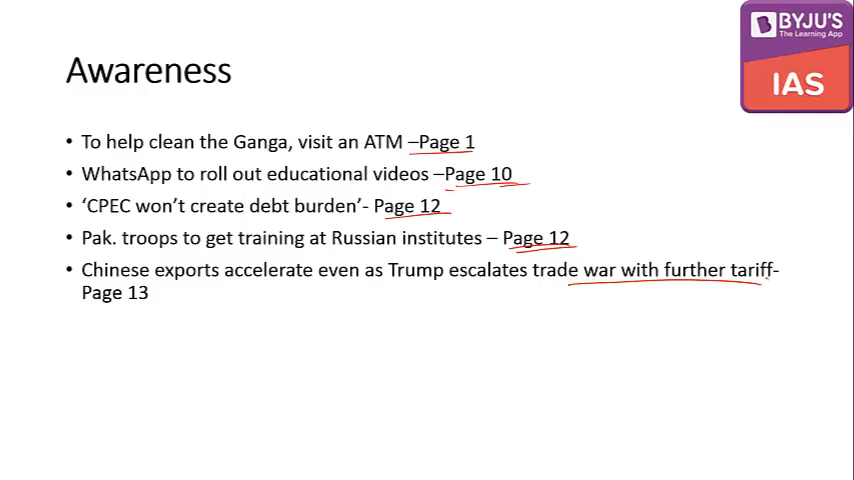 BYJU'S
The Learning App
IAS
Awareness
• To help clean the Ganga, visit an ATM –Page 1
• WhatsApp to roll out educational videos –Page 10
• ‘CPEC won’t create debt burden’- Page 12
• Pak. troops to get training at Russian institutes – Page 12
• Chinese exports accelerate even as Trump escalates trade war with further tariff-
Page 13